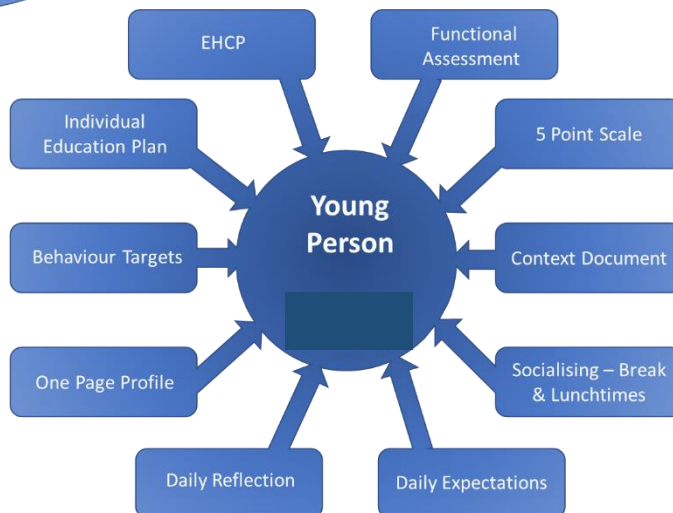 EHCP
Functional
Assessment
Individual
Education Plan
5 Point Scale
Young
Person
Behaviour Targets
Context Document
One Page Profile
Socialising – Break
& Lunchtimes
Daily Reflection
Daily Expectations